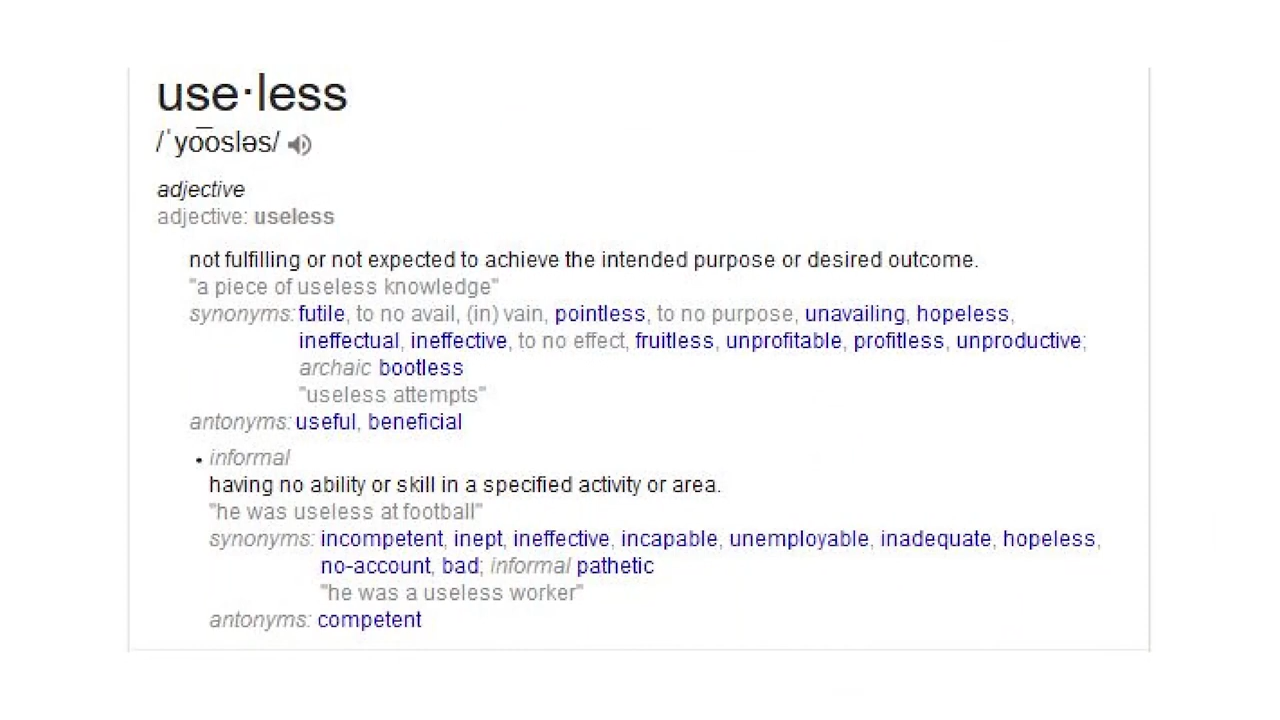 use·less
/ˈyo͞osləs/
adjective
adjective: useless
not fulfilling or not expected to achieve the intended purpose or desired outcome.
"a piece of useless knowledge"
synonyms: futile, to no avail, (in) vain, pointless, to no purpose, unavailing, hopeless,
ineffectual, ineffective, to no effect, fruitless, unprofitable, profitless, unproductive;
archaic bootless
"useless attempts"
antonyms: useful, beneficial
• informal
having no ability or skill in a specified activity or area.
"he was useless at football"
synonyms: incompetent, inept, ineffective, incapable, unemployable, inadequate, hopeless,
no-account, bad; informal pathetic
"he was a useless worker"
antonyms: competent